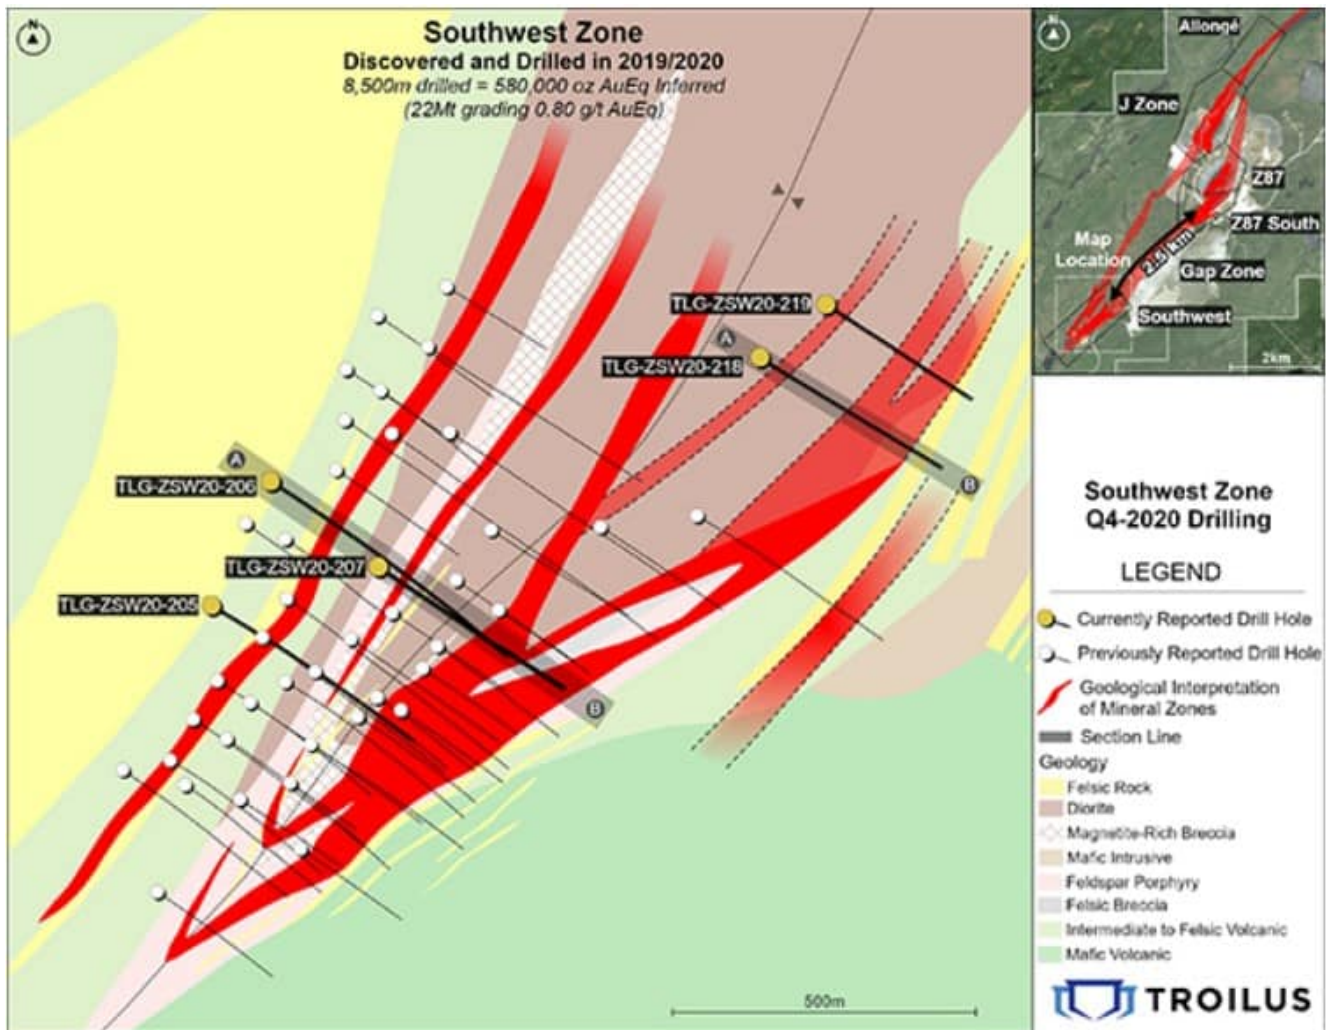 N
Southwest Zone
Discovered and Drilled in 2019/2020
8,500m drilled = 580,000 oz AuEq Inferred
(22Mt grading 0.80 g/t AuEq)
TLG-ZSW20-219
A
TLG-ZSW20-218
A
TLG-ZSW20-206
B
TLG-ZSW20-207
TLG-ZSW20-205
B
500m
N
Allongé
J Zone
Z87
Z87 South
Map
Location
2.5 km
Gap Zone
Southwest
2km
Southwest Zone
Q4-2020 Drilling
LEGEND
Currently Reported Drill Hole
Previously Reported Drill Hole
Geological Interpretation
of Mineral Zones
Section Line
Geology
Felsic Rock
Diorite
Magnetite-Rich Breccia
Mafic Intrusive
Feldspar Porphyry
Felsic Breccia
Intermediate to Felsic Volcanic
Mafic Volcanic
TROILUS